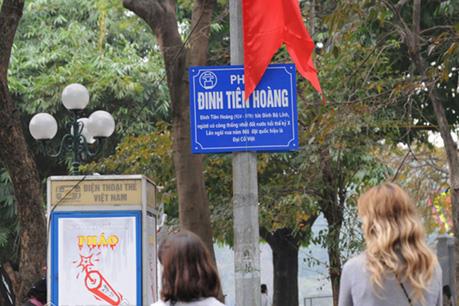 PH
ĐINH TIÊN HOÀNG
Đinh Tiên Hoàng (924 - 979): tức Đinh Bộ Lĩnh,
người có công thống nhất đất nước hồi thế kỷ X
Lên ngôi vua năm 968 đặt quốc hiệu là
Đại Cồ Việt
ĐIỆN THOẠI THẺ
VIỆT NAM
PHÁO